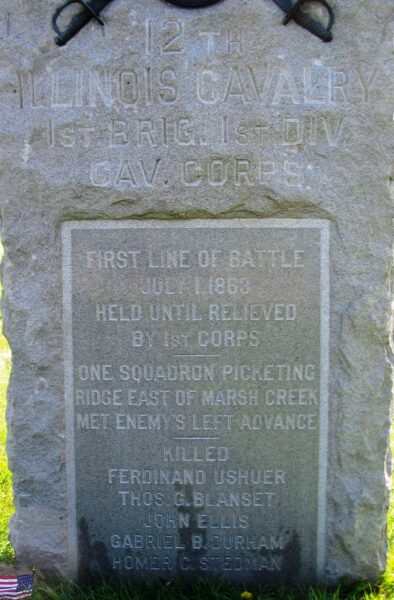 12TH
ILLINOIS CAVALRY
1ST BRIG. 1ST DIV.
CAV. CORPS
FIRST LINE OF BATTLE
JULY 1, 1863
HELD UNTIL RELIEVED
BY 1ST CORPS
ONE SQUADRON PICKETING
RIDGE EAST OF MARSH CREEK
MET ENEMY'S LEFT ADVANCE
KILLED
FERDINAND USHUER
THOS. G. BLANSET
JOHN ELLIS
GABRIEL B. DURHAM
HOMER C. STEDMAN